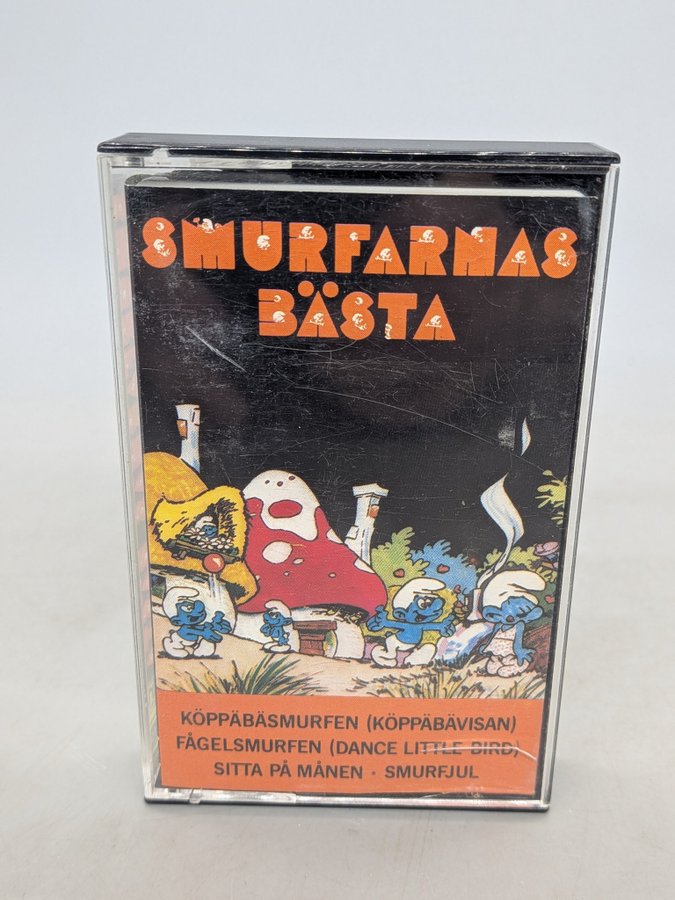 SMURFARNAS
BÄSTA
KÖPPÄBÄSMURFEN (KÖPPÄBÄVISAN)
FÅGELSMURFEN (DANCE LITTLE BIRD)
SITTA PÅ MÅNEN · SMURFJUL